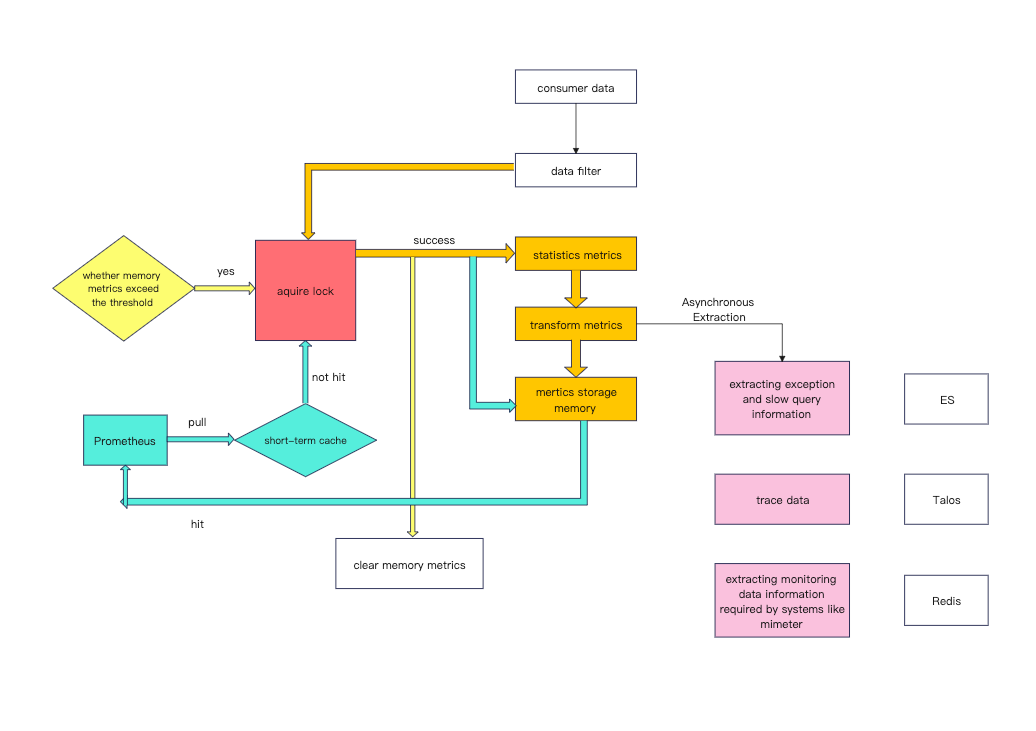 consumer data
data filter
success
statistics metrics
whether memory
metrics exceed
the threshold
yes
aquire lock
Asynchronous
Extraction
transform metrics
not hit
mertics storage
memory
extracting exception
and slow query
information
ES
pull
Prometheus
short-term cache
trace data
Talos
hit
clear memory metrics
extracting monitoring
data information
required by systems like
mimeter
Redis